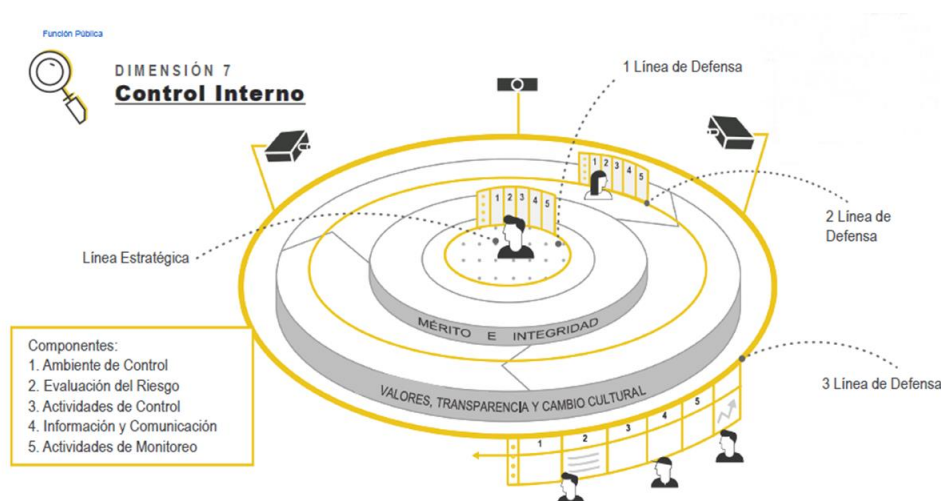 Función Pública
DIMENSIÓN 7
Control Interno
1 Línea de Defensa
1 2 3 4 5
1 2 3 4 5
2 Línea de
Defensa
Línea Estratégica
MÉRITO E INTEGRIDAD
VALORES, TRANSPARENCIA Y CAMBIO CULTURAL
3 Línea de Defensa
Componentes:
1. Ambiente de Control
2. Evaluación del Riesgo
3. Actividades de Control
4. Información y Comunicación
5. Actividades de Monitoreo
1 2 3 4 5